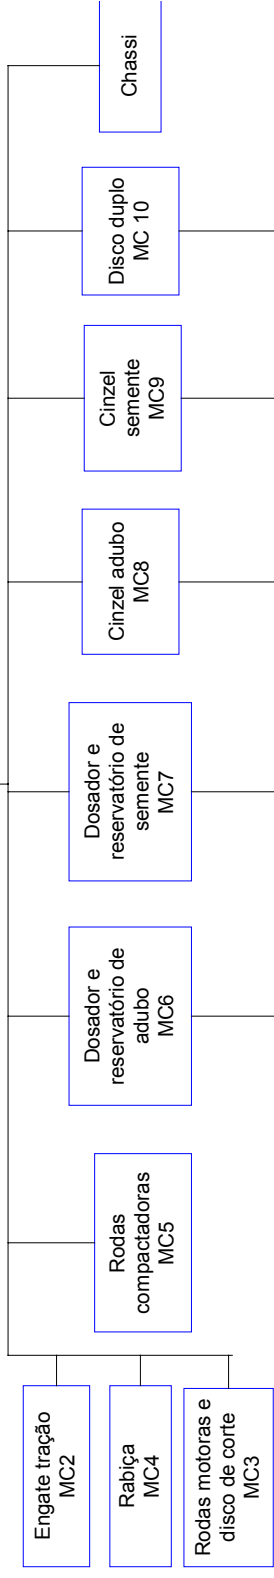 Engate tração
MC2
Rabiça
MC4
Rodas motoras e
disco de corte
MC3
Rodas
compactadoras
MC5
Dosador e
reservatório de
adubo
MC6
Dosador e
reservatório de
semente
MC7
Cinzel adubo
MC8
Cinzel
semente
MC9
Disco duplo
MC 10
Chassi